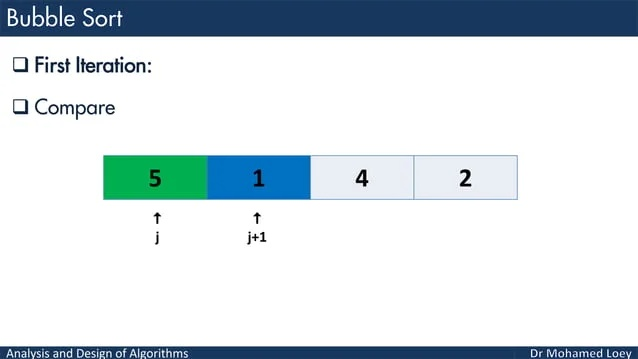 Bubble Sort
❑ First Iteration:
❑ Compare
5 1 4 2
↑ ↑
j j+1
Analysis and Design of Algorithms Dr Mohamed Loey